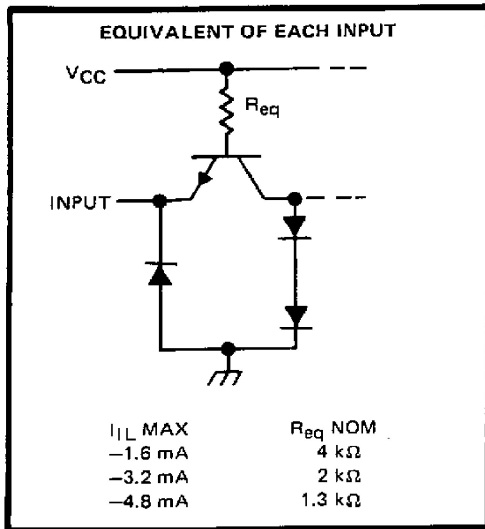 EQUIVALENT OF EACH INPUT
VCC
Req
INPUT
IIL MAX Req NOM
−1.6 mA 4 kΩ
−3.2 mA 2 kΩ
−4.8 mA 1.3 kΩ